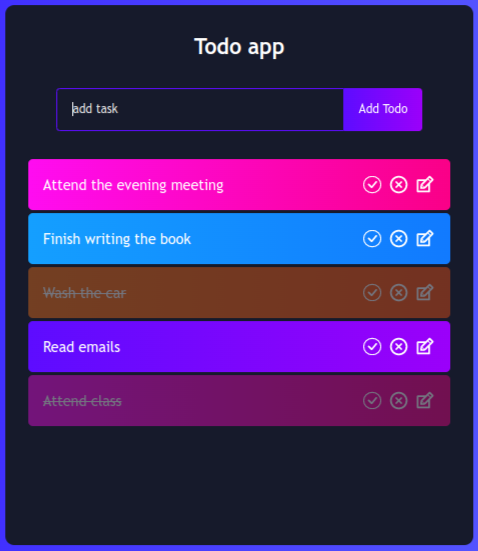 Todo app
add task
Add Todo
Attend the evening meeting
Finish writing the book
Wash the car
Read emails
Attend class